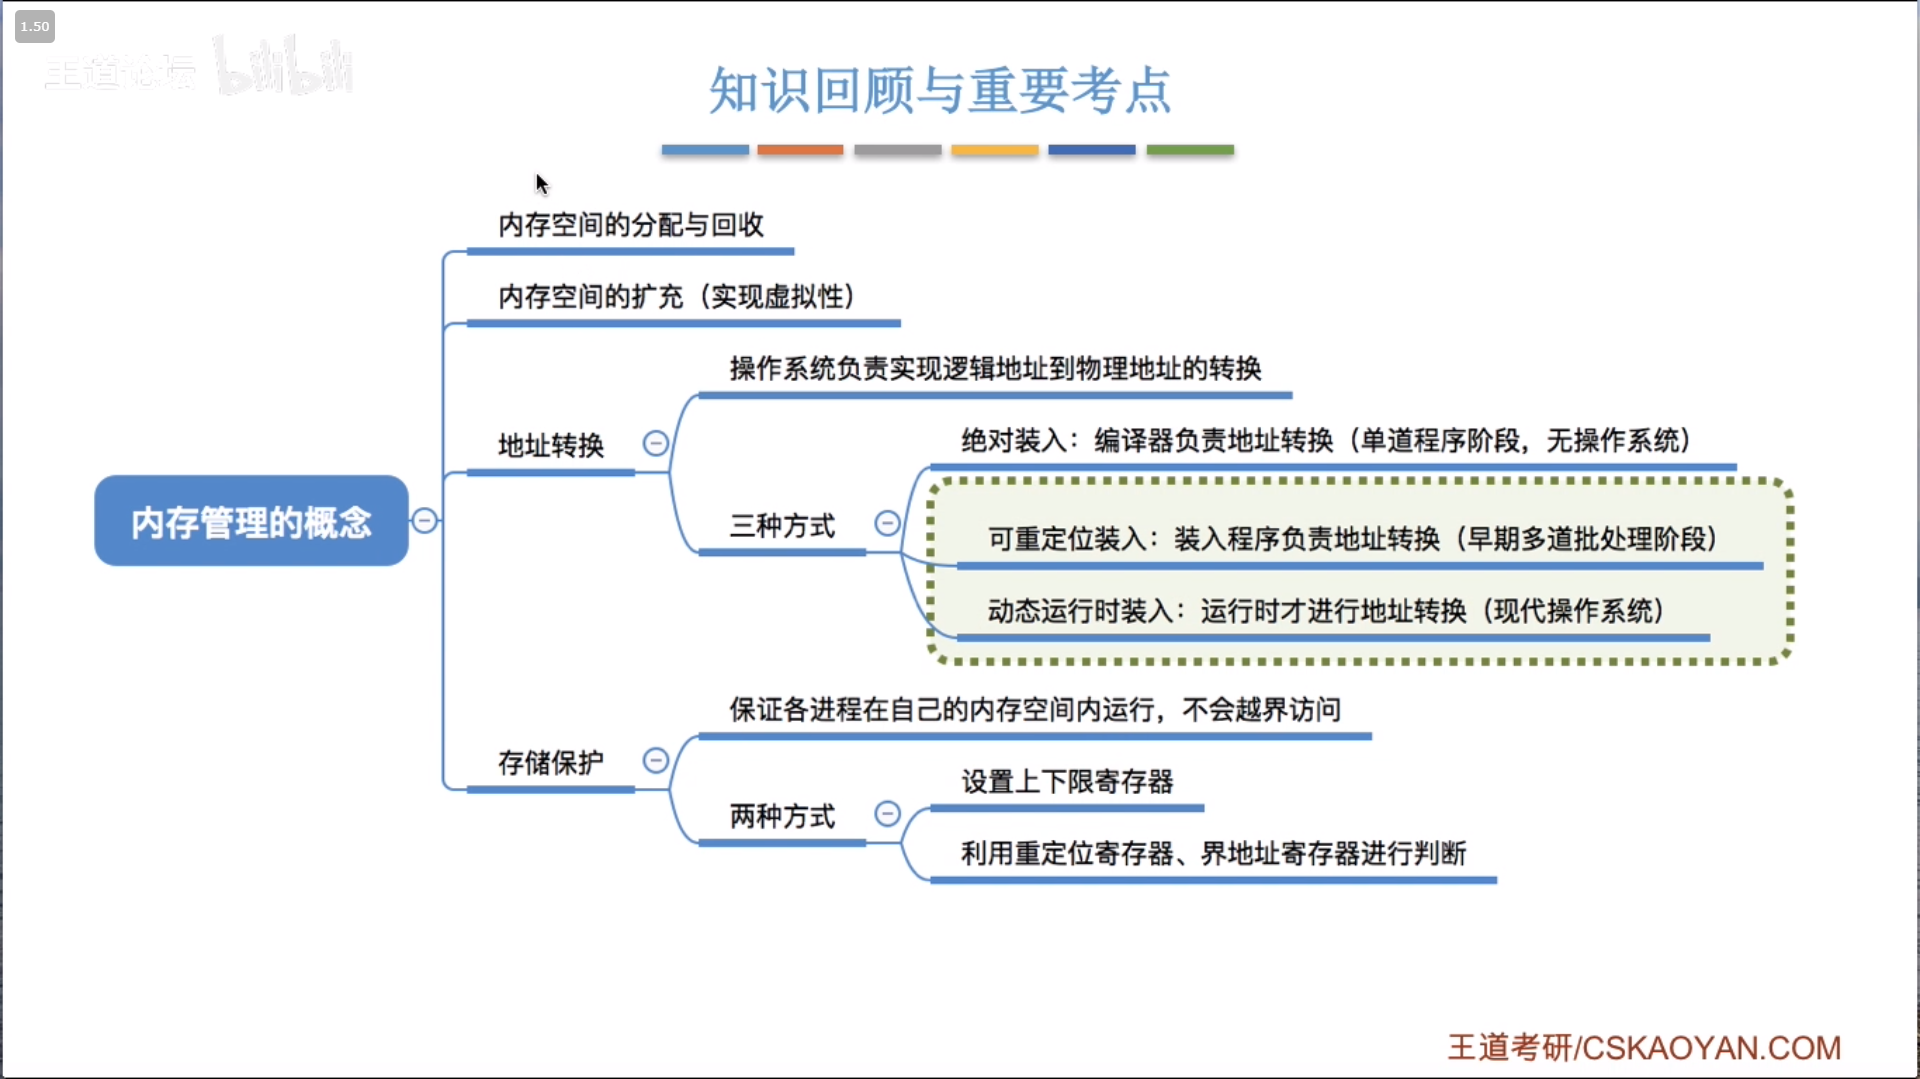 1.50
王道论坛 bilibili
知识回顾与重要考点
内存空间的分配与回收
内存空间的扩充（实现虚拟性）
操作系统负责实现逻辑地址到物理地址的转换
地址转换
绝对装入：编译器负责地址转换（单道程序阶段，无操作系统）
三种方式
可重定位装入：装入程序负责地址转换（早期多道批处理阶段）
动态运行时装入：运行时才进行地址转换（现代操作系统）
内存管理的概念
保证各进程在自己的内存空间内运行，不会越界访问
存储保护
设置上下限寄存器
两种方式
利用重定位寄存器、界地址寄存器进行判断
王道考研/CSKAOYAN.COM